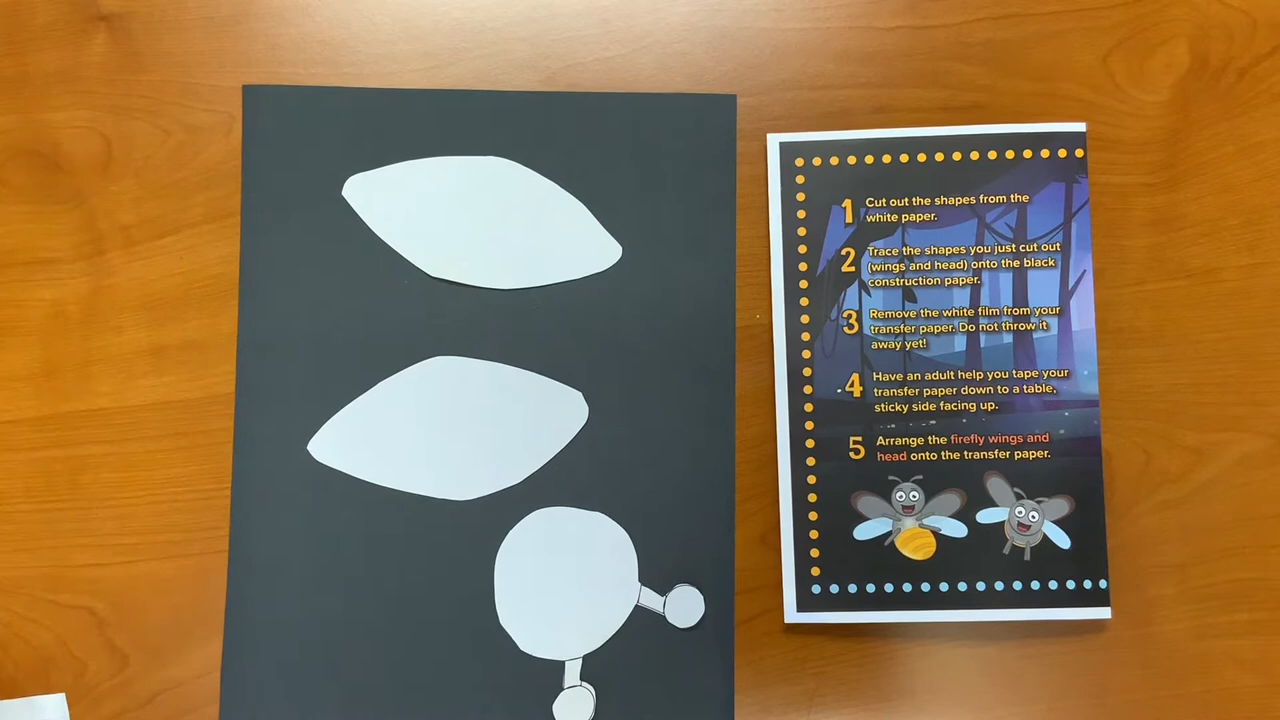 1 Cut out the shapes from the
white paper.
2 Trace the shapes you just cut out
(wings and head) onto the black
construction paper.
3 Remove the white film from your
transfer paper. Do not throw it
away yet!
4 Have an adult help you tape your
transfer paper down to a table,
sticky side facing up.
5 Arrange the firefly wings and
head onto the transfer paper.